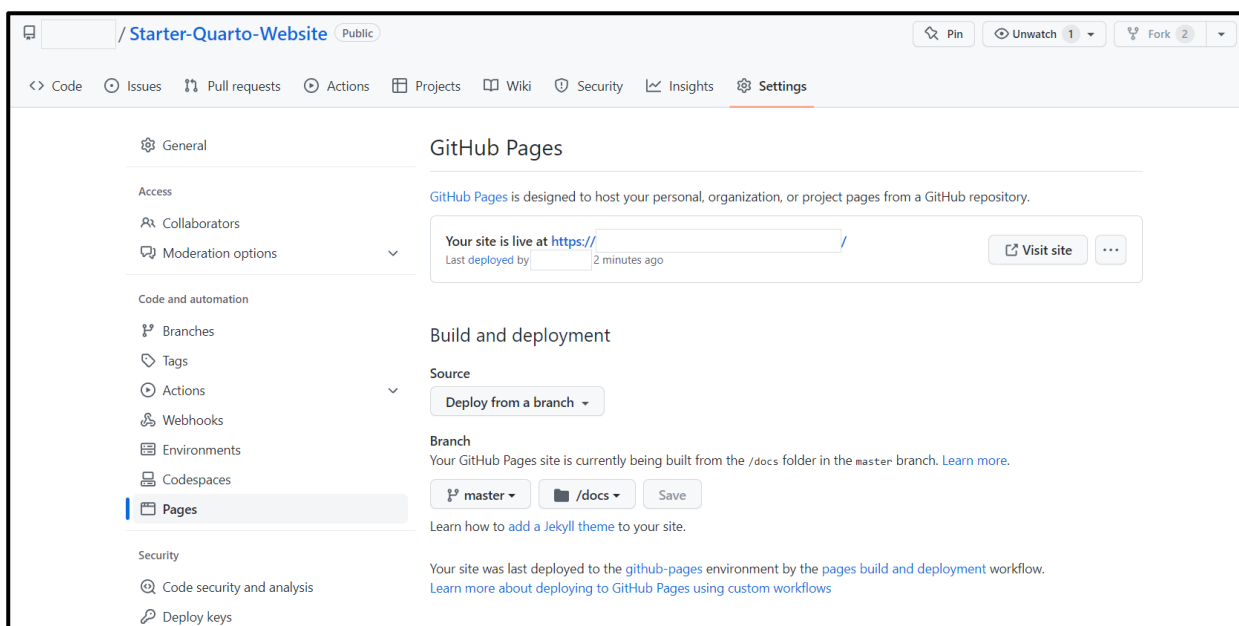 / Starter-Quarto-Website Public Pin Unwatch 1 Fork 2
Code Issues Pull requests Actions Projects Wiki Security Insights Settings
General
Access
Collaborators
Moderation options
Code and automation
Branches
Tags
Actions
Webhooks
Environments
Codespaces
Pages
Security
Code security and analysis
Deploy keys
GitHub Pages
GitHub Pages is designed to host your personal, organization, or project pages from a GitHub repository.
Your site is live at https:// /
Last deployed by 2 minutes ago
Visit site
Build and deployment
Source
Deploy from a branch
Branch
Your GitHub Pages site is currently being built from the /docs folder in the master branch. Learn more.
master /docs Save
Learn how to add a Jekyll theme to your site.
Your site was last deployed to the github-pages environment by the pages build and deployment workflow.
Learn more about deploying to GitHub Pages using custom workflows